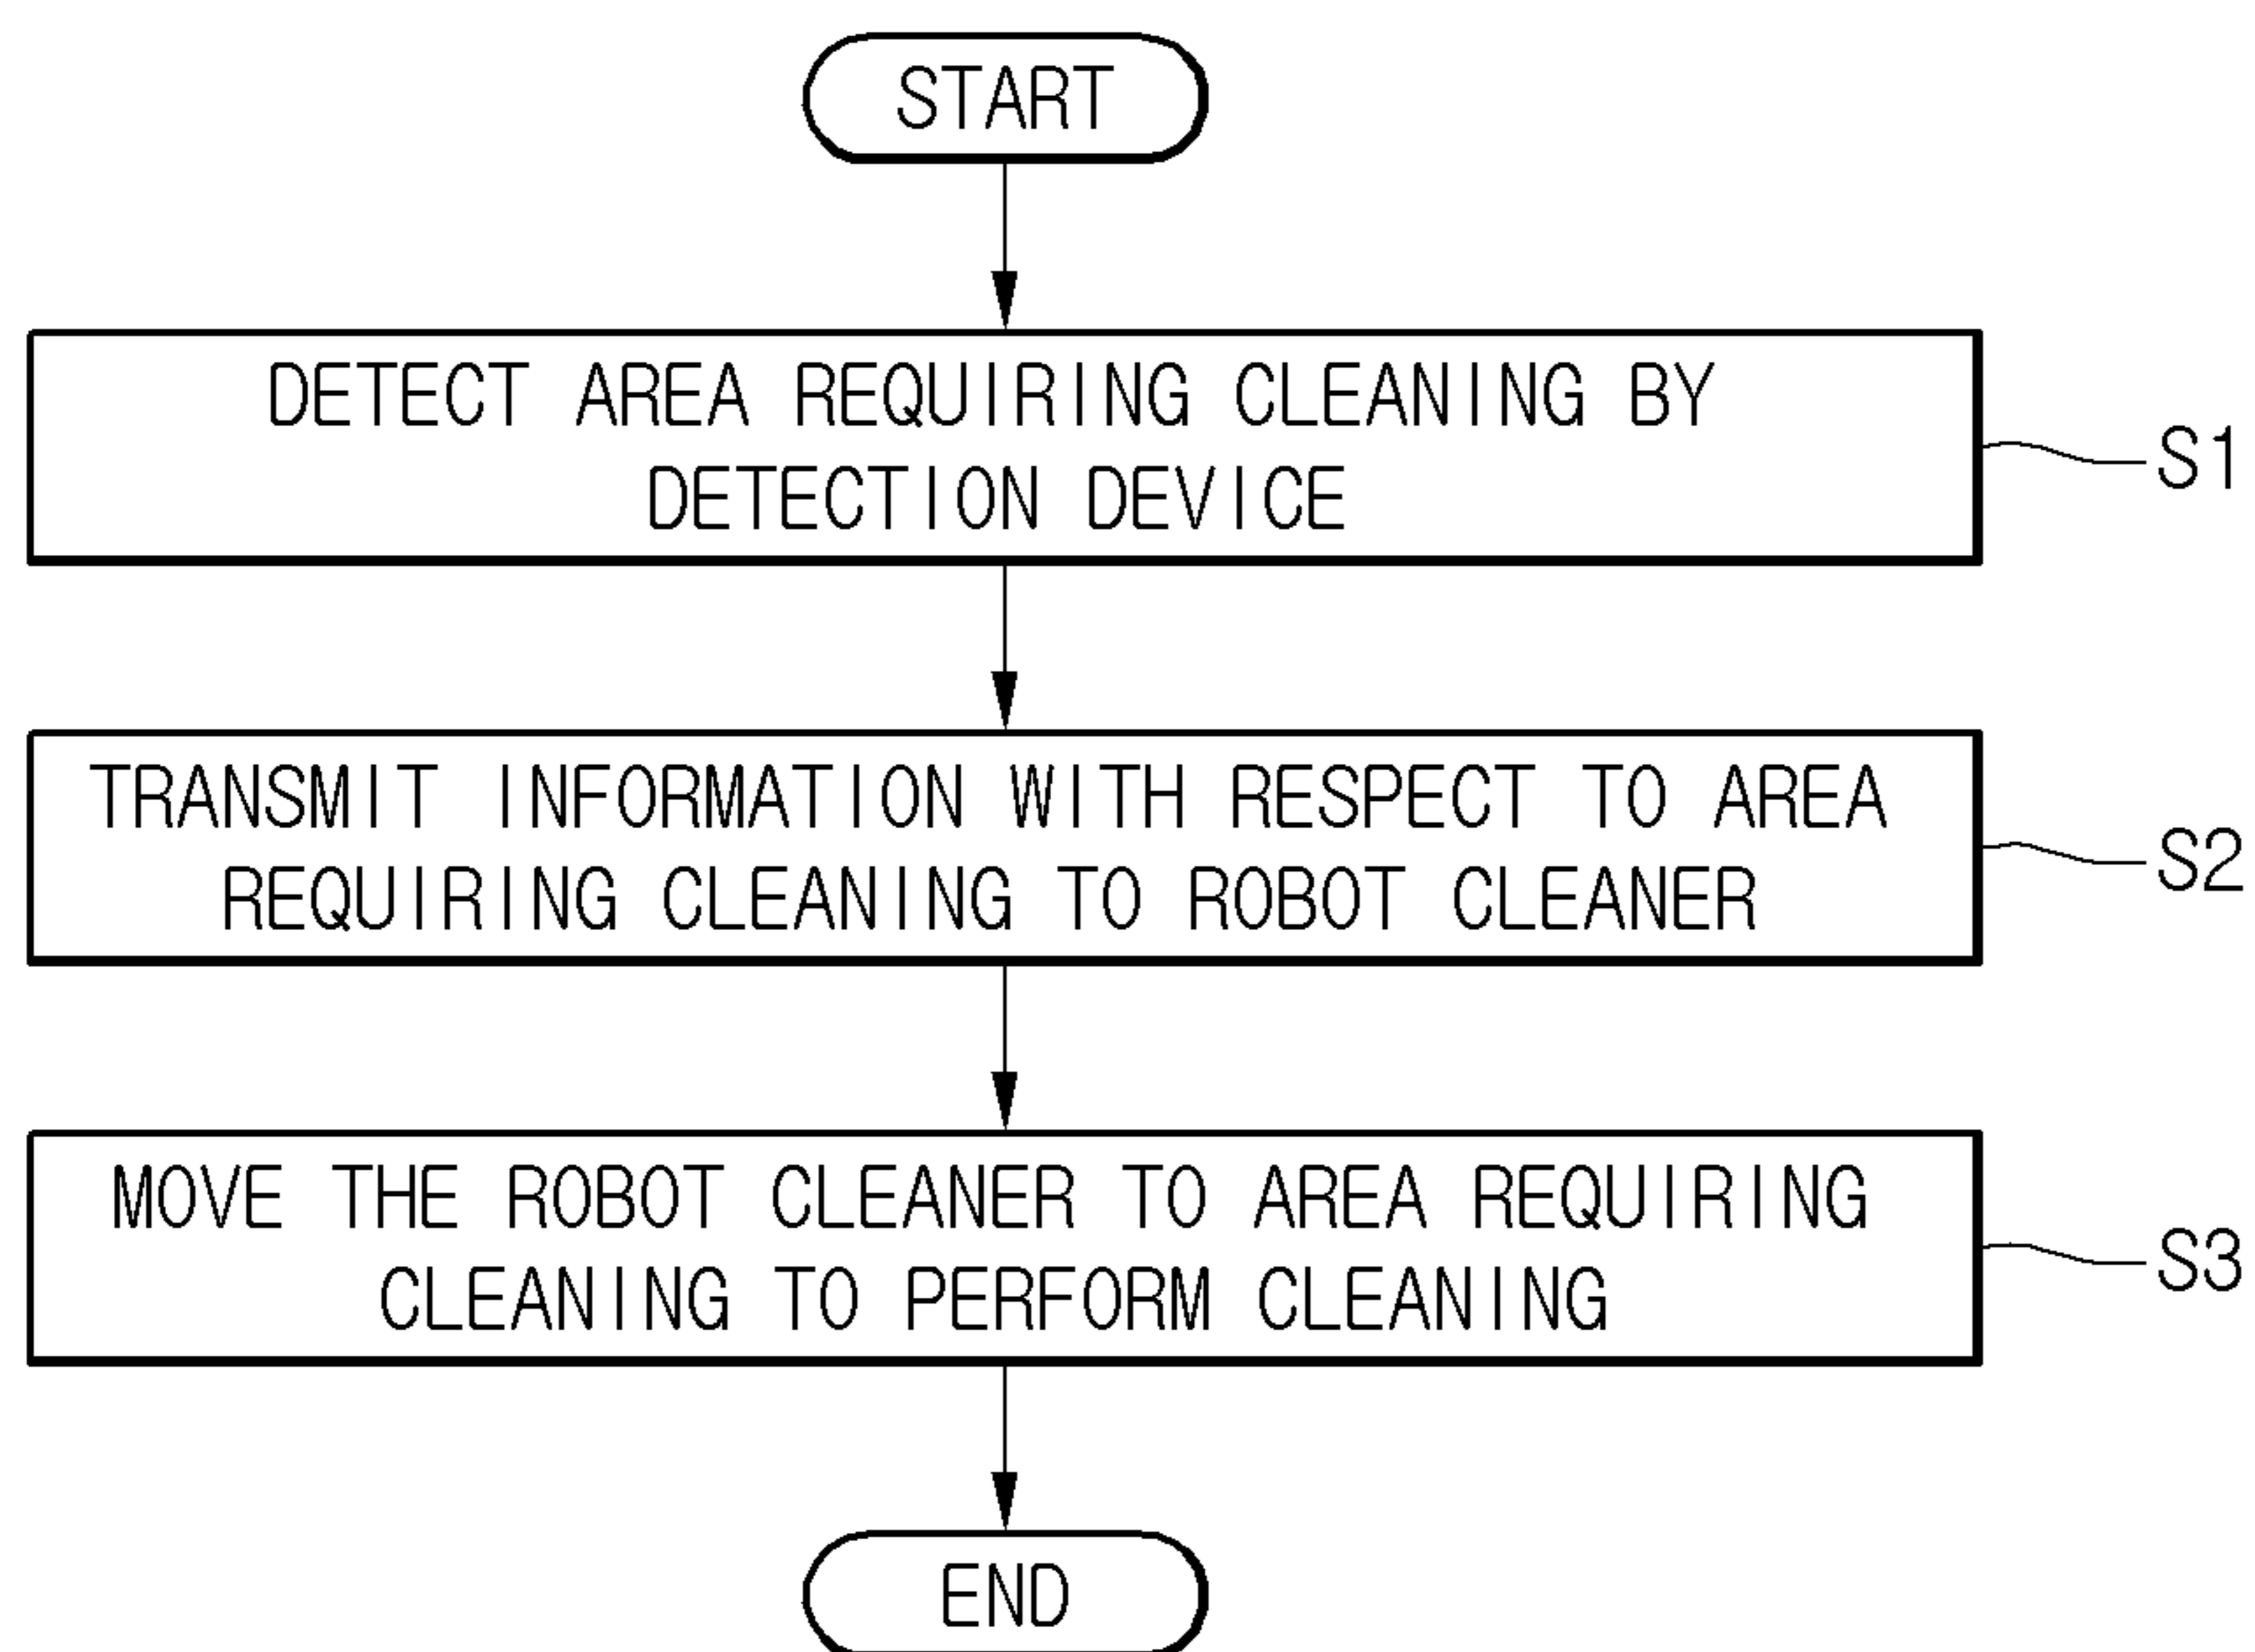 START
DETECT AREA REQUIRING CLEANING BY
DETECTION DEVICE
S1
TRANSMIT INFORMATION WITH RESPECT TO AREA
REQUIRING CLEANING TO ROBOT CLEANER
S2
MOVE THE ROBOT CLEANER TO AREA REQUIRING
CLEANING TO PERFORM CLEANING
S3
END